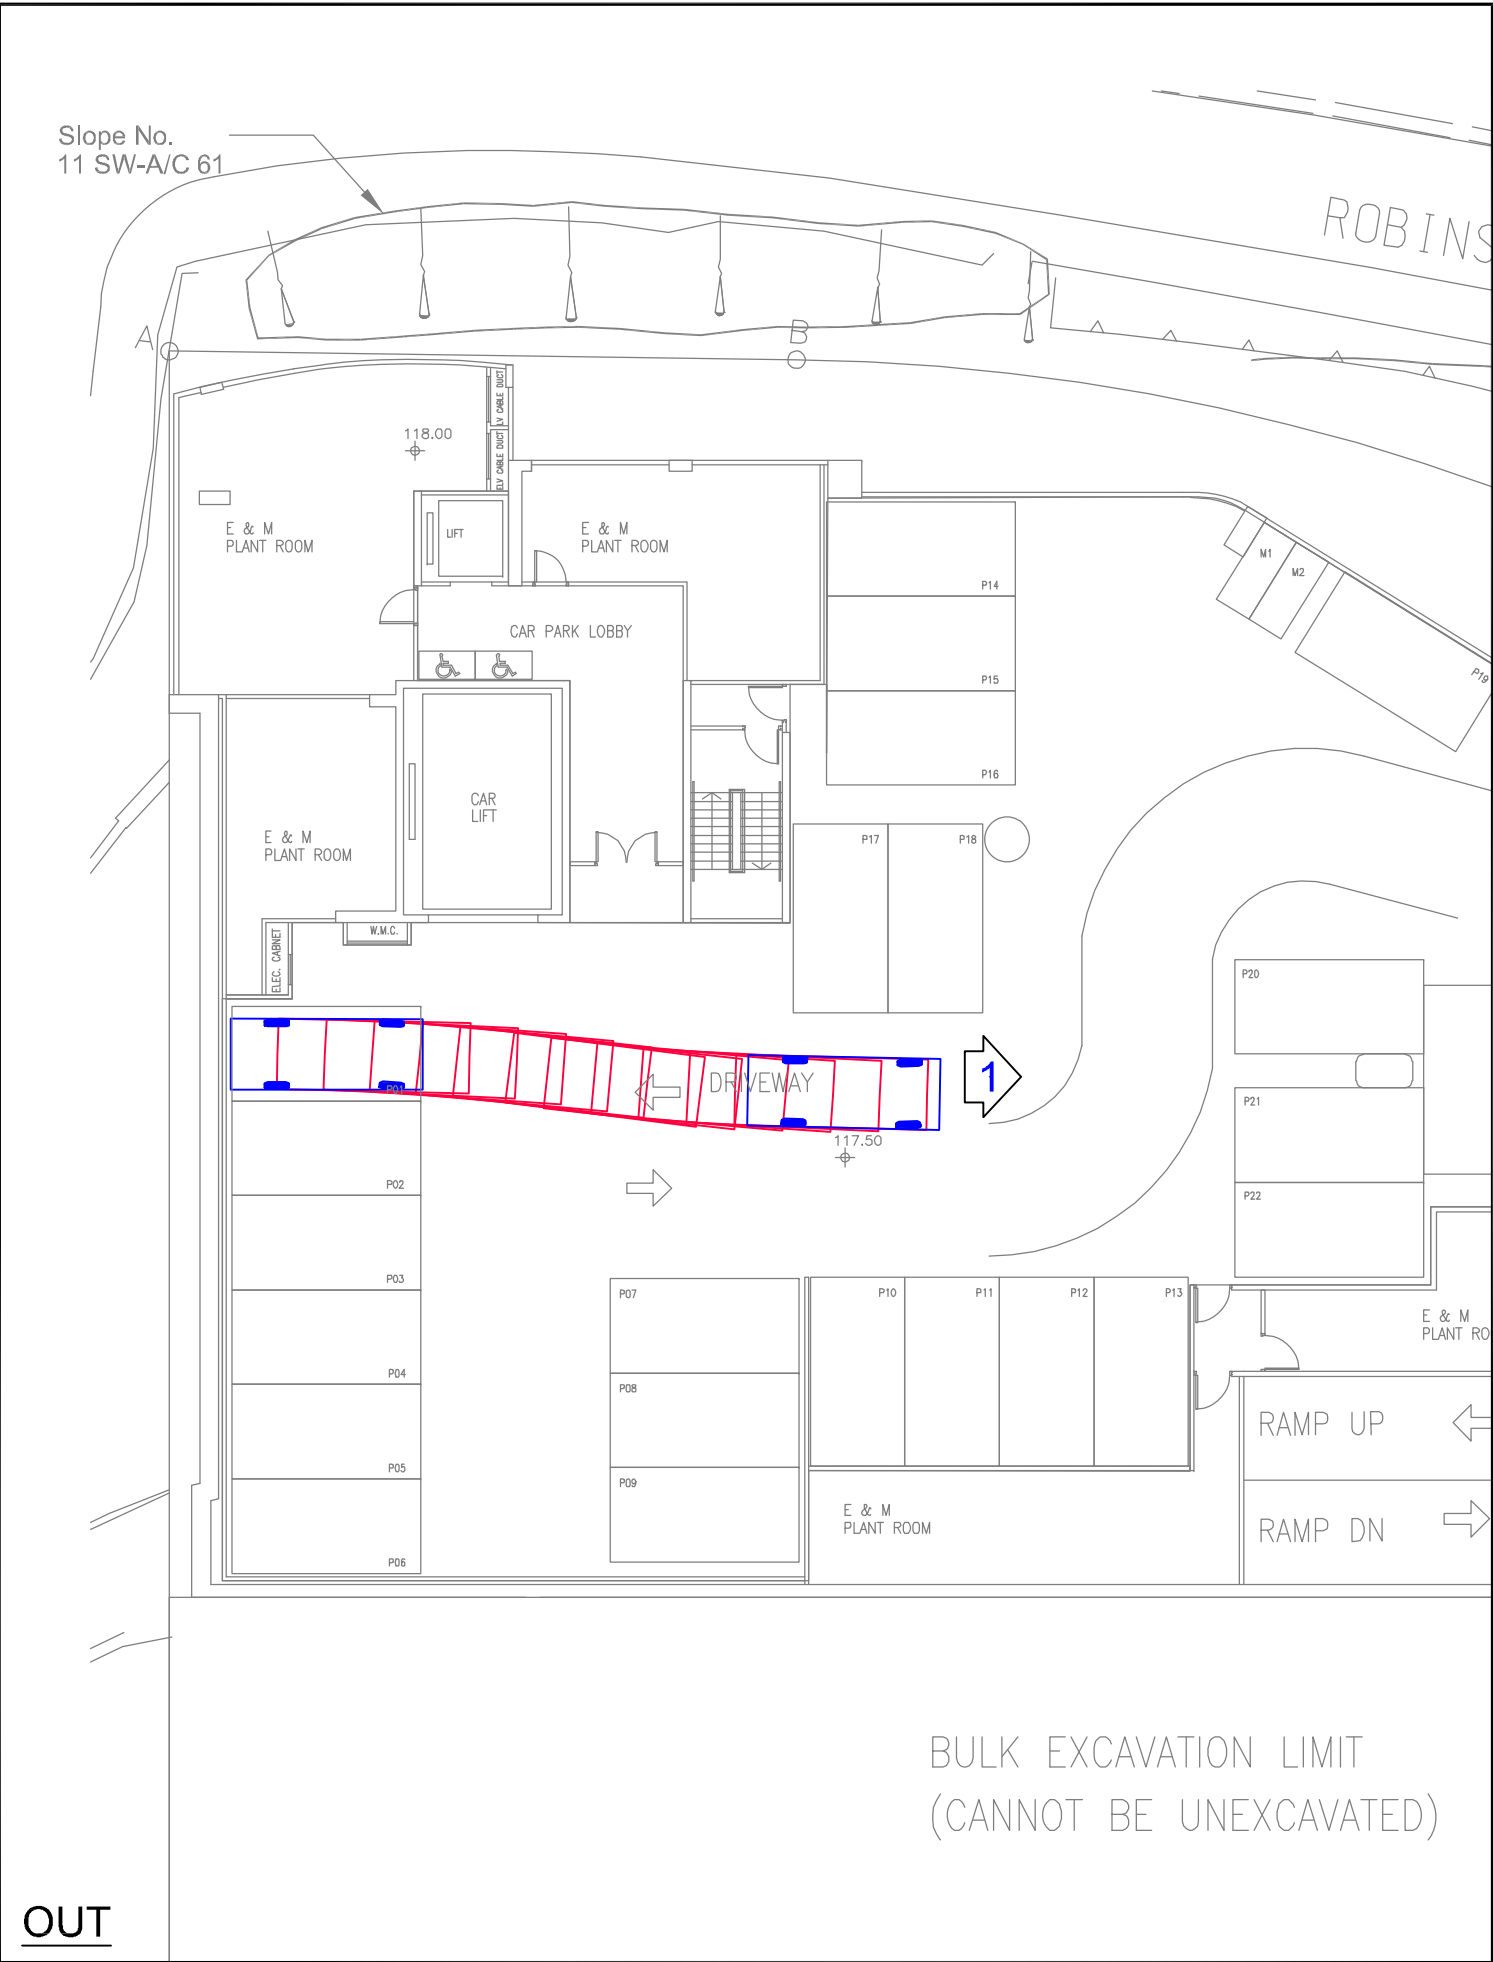 Slope No.
11 SW-A/C 61
ROBINS
A
B
118.00
LV CABLE DUCT
ELV CABLE DUCT
E & M
PLANT ROOM
LIFT
E & M
PLANT ROOM
M1
M2
P14
CAR PARK LOBBY
P15
P19
P16
CAR
LIFT
E & M
PLANT ROOM
P17
P18
W.M.C.
ELEC. CABNET
P20
P01
DRIVEWAY
1
P21
117.50
P02
P22
P03
P07
P10
P11
P12
P13
E & M
PLANT RO
P04
P08
RAMP UP
P05
P09
E & M
PLANT ROOM
RAMP DN
P06
BULK EXCAVATION LIMIT
(CANNOT BE UNEXCAVATED)
OUT